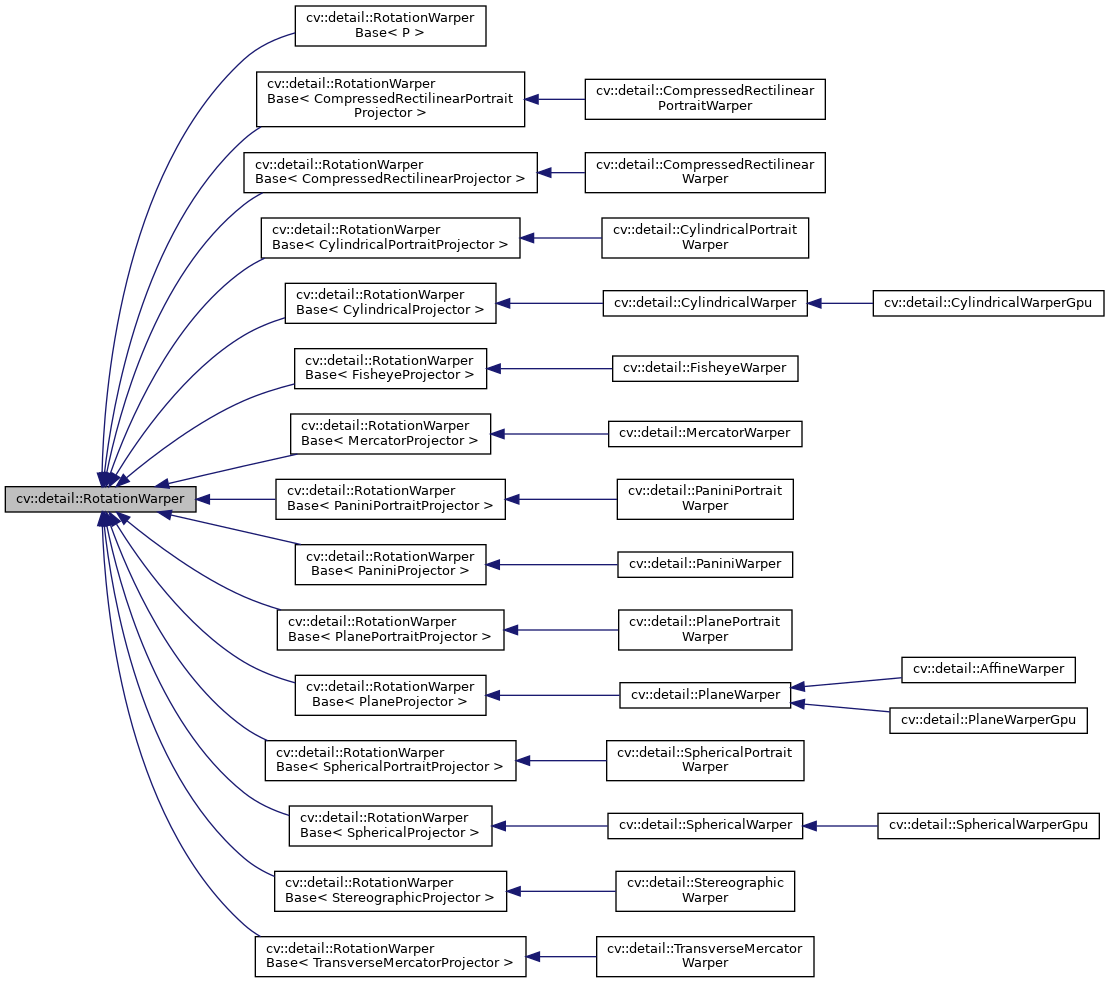 cv::detail::RotationWarper
Base< P >
cv::detail::RotationWarper
Base< CompressedRectilinearPortrait
Projector >
cv::detail::CompressedRectilinear
PortraitWarper
cv::detail::RotationWarper
Base< CompressedRectilinearProjector >
cv::detail::CompressedRectilinear
Warper
cv::detail::RotationWarper
Base< CylindricalPortraitProjector >
cv::detail::CylindricalPortrait
Warper
cv::detail::RotationWarper
Base< CylindricalProjector >
cv::detail::CylindricalWarper
cv::detail::CylindricalWarperGpu
cv::detail::RotationWarper
Base< FisheyeProjector >
cv::detail::FisheyeWarper
cv::detail::RotationWarper
Base< MercatorProjector >
cv::detail::MercatorWarper
cv::detail::RotationWarper
cv::detail::RotationWarper
Base< PaniniPortraitProjector >
cv::detail::PaniniPortrait
Warper
cv::detail::RotationWarper
Base< PaniniProjector >
cv::detail::PaniniWarper
cv::detail::RotationWarper
Base< PlanePortraitProjector >
cv::detail::PlanePortrait
Warper
cv::detail::RotationWarper
Base< PlaneProjector >
cv::detail::PlaneWarper
cv::detail::AffineWarper
cv::detail::PlaneWarperGpu
cv::detail::RotationWarper
Base< SphericalPortraitProjector >
cv::detail::SphericalPortrait
Warper
cv::detail::RotationWarper
Base< SphericalProjector >
cv::detail::SphericalWarper
cv::detail::SphericalWarperGpu
cv::detail::RotationWarper
Base< StereographicProjector >
cv::detail::Stereographic
Warper
cv::detail::RotationWarper
Base< TransverseMercatorProjector >
cv::detail::TransverseMercator
Warper